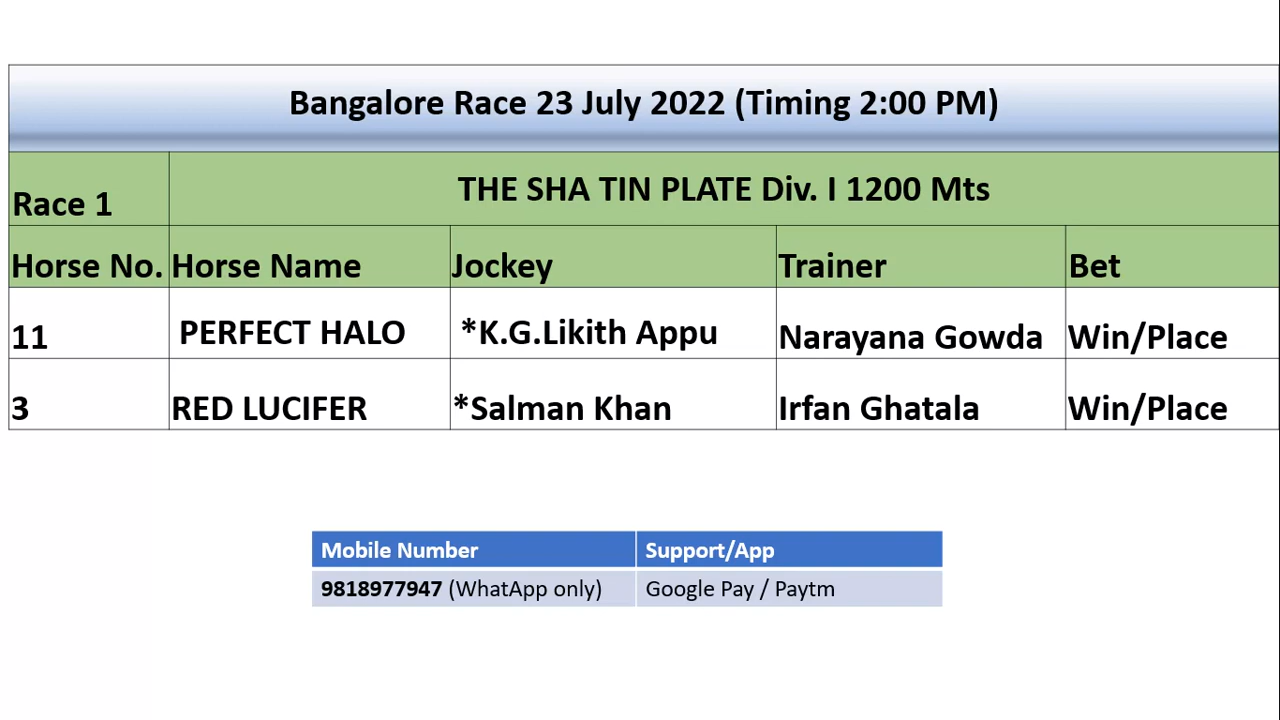 Bangalore Race 23 July 2022 (Timing 2:00 PM)
Race 1 THE SHA TIN PLATE Div. I 1200 Mts
Horse No. Horse Name Jockey Trainer Bet
11 PERFECT HALO *K.G.Likith Appu Narayana Gowda Win/Place
3 RED LUCIFER *Salman Khan Irfan Ghatala Win/Place
Mobile Number Support/App
9818977947 (WhatApp only) Google Pay / Paytm